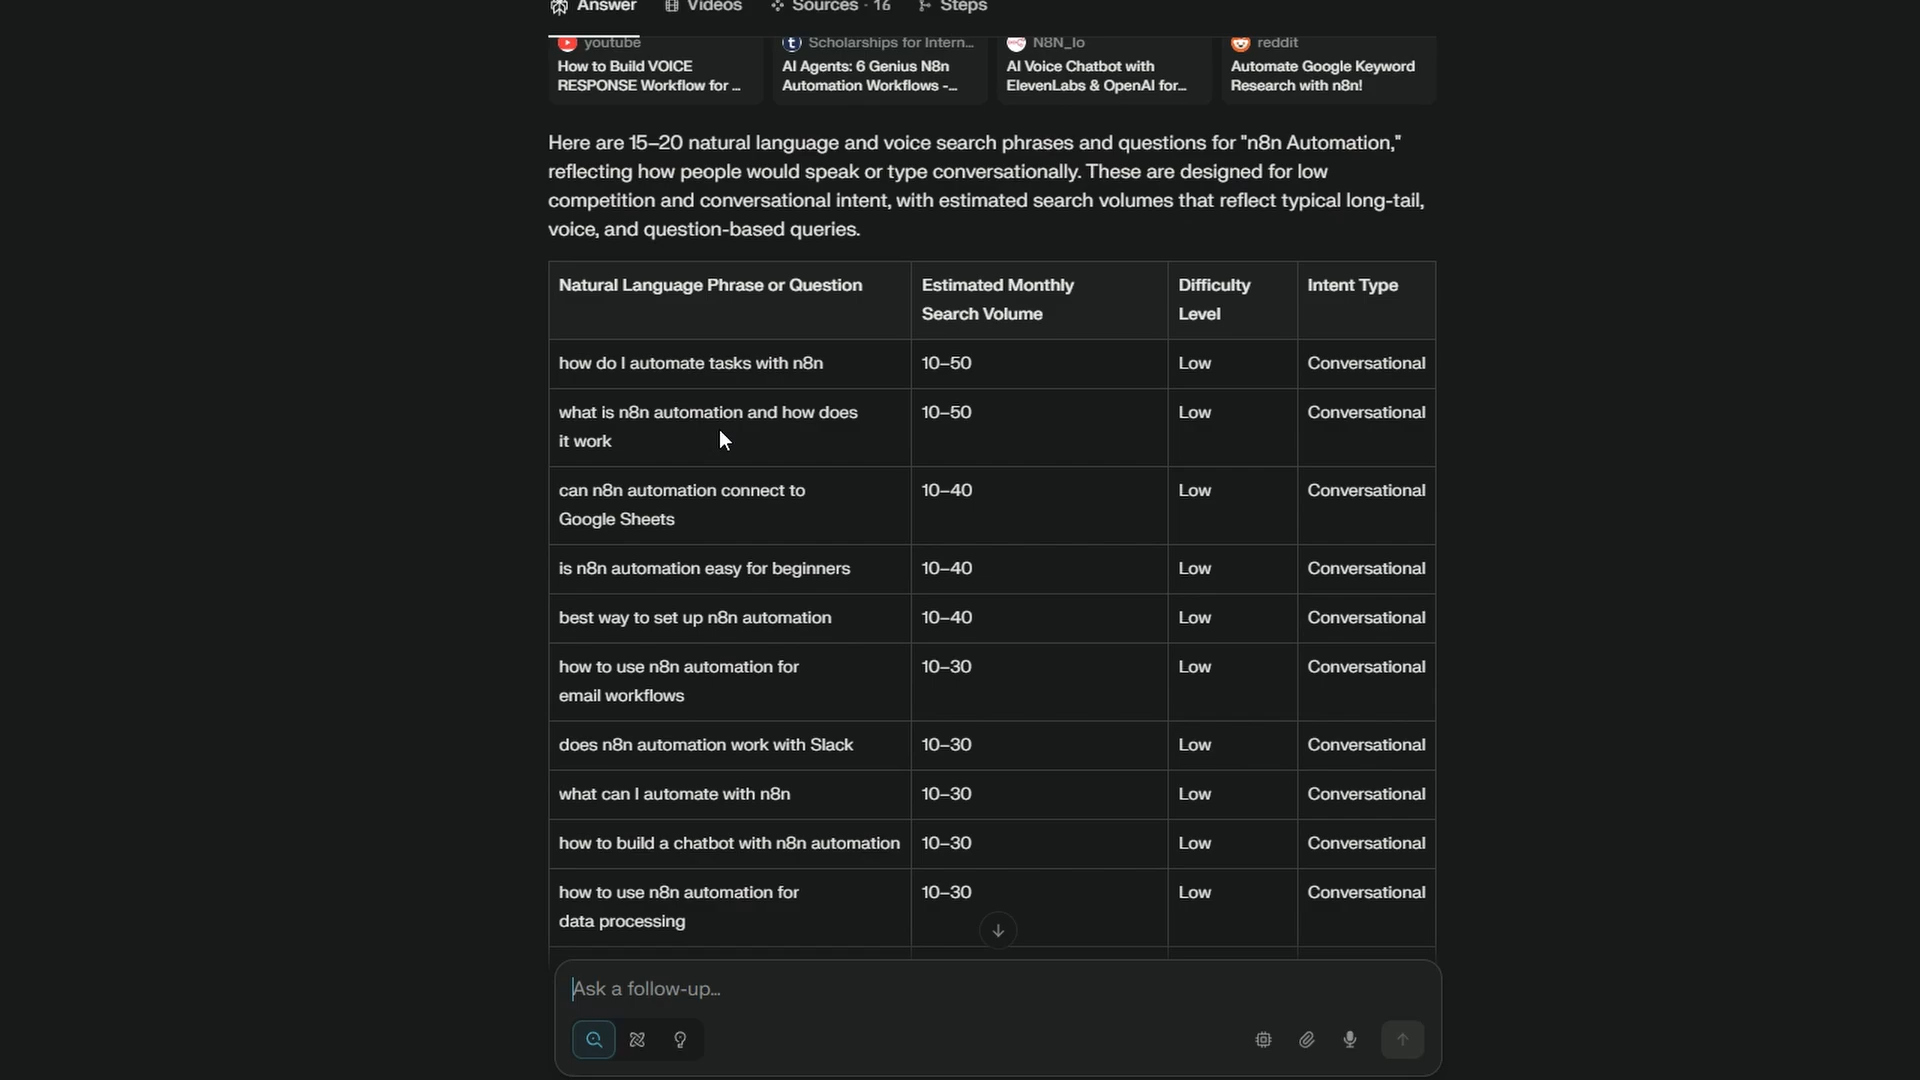 Answer Videos Sources · 16 Steps
youtube
How to Build VOICE
RESPONSE Workflow for ...
Scholarships for Intern...
AI Agents: 6 Genius N8n
Automation Workflows -...
N8N_Io
AI Voice Chatbot with
ElevenLabs & OpenAI for...
reddit
Automate Google Keyword
Research with n8n!
Here are 15–20 natural language and voice search phrases and questions for "n8n Automation,"
reflecting how people would speak or type conversationally. These are designed for low
competition and conversational intent, with estimated search volumes that reflect typical long-tail,
voice, and question-based queries.
Natural Language Phrase or Question
Estimated Monthly
Search Volume
Difficulty
Level
Intent Type
how do I automate tasks with n8n 10–50 Low Conversational
what is n8n automation and how does 10–50 Low Conversational
it work
can n8n automation connect to 10–40 Low Conversational
Google Sheets
is n8n automation easy for beginners 10–40 Low Conversational
best way to set up n8n automation 10–40 Low Conversational
how to use n8n automation for 10–30 Low Conversational
email workflows
does n8n automation work with Slack 10–30 Low Conversational
what can I automate with n8n 10–30 Low Conversational
how to build a chatbot with n8n automation 10–30 Low Conversational
how to use n8n automation for 10–30 Low Conversational
data processing
Ask a follow-up...